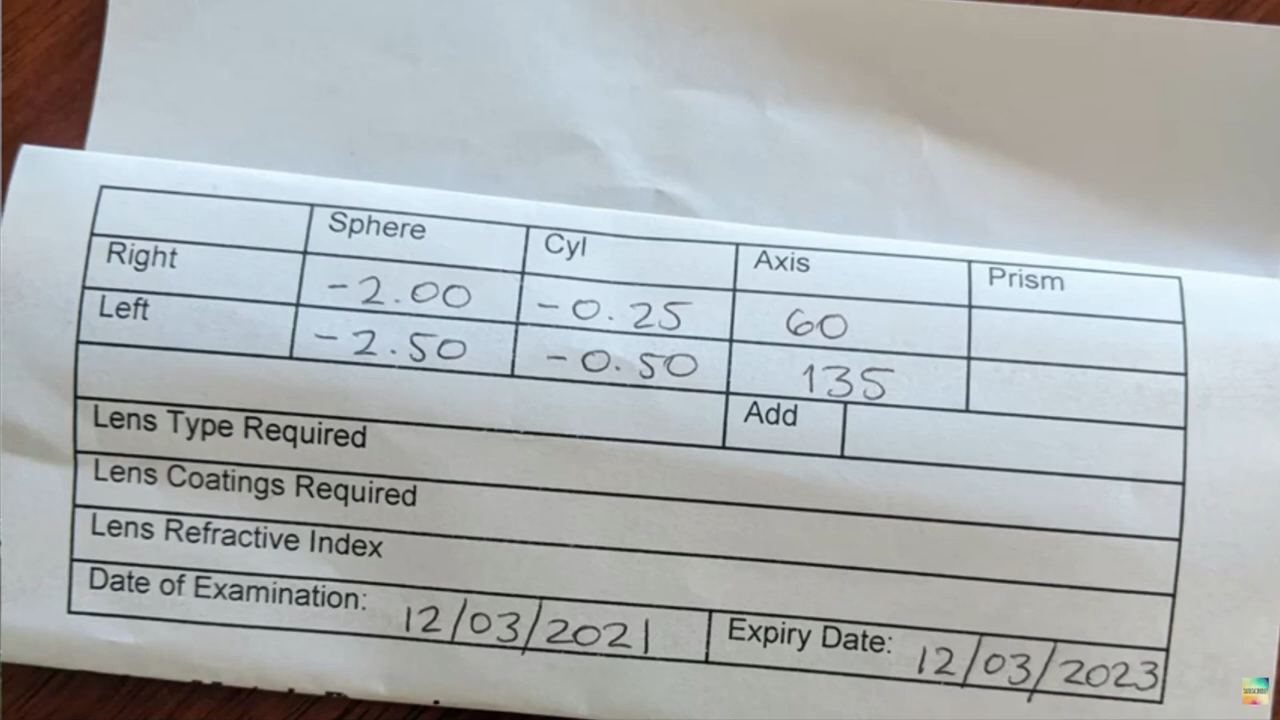 Sphere Cyl Axis Prism
Right -2.00 -0.25 60
Left -2.50 -0.50 135
Add
Lens Type Required
Lens Coatings Required
Lens Refractive Index
Date of Examination: 12/03/2021 Expiry Date: 12/03/2023
SUBSCRIBE